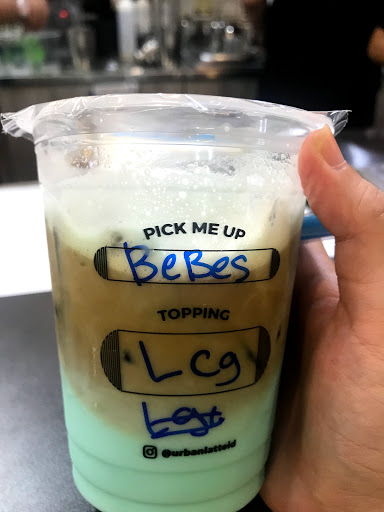 PICK ME UP
BeBes
TOPPING
LCg
@urbanlatteid